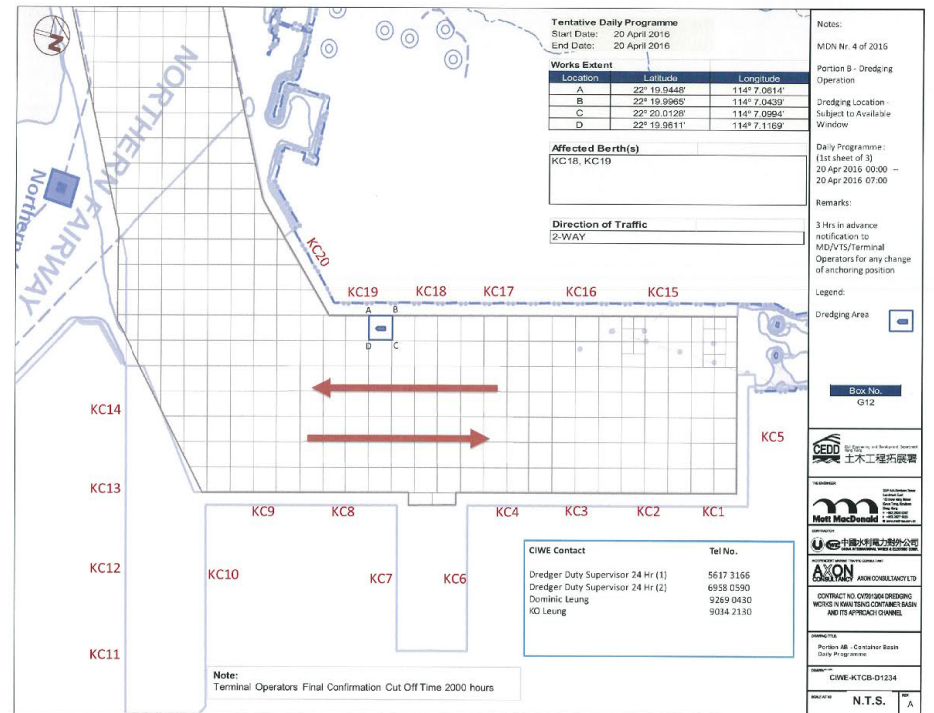 Tentative Daily Programme
Start Date: 20 April 2016
End Date: 20 April 2016
Works Extent
Location Latitude Longitude
A 22° 19.9448' 114° 7.0614'
B 22° 19.9965' 114° 7.0439'
C 22° 20.0128' 114° 7.0994'
D 22° 19.9611' 114° 7.1169'
Affected Berth(s)
KC18, KC19
Direction of Traffic
2-WAY
N
NORTHERN FAIRWAY
Northern
KC20
KC19 KC18 KC17 KC16 KC15
A B
D C
KC14
KC5
KC13
KC9 KC8 KC4 KC3 KC2 KC1
KC12
KC10
KC7 KC6
KC11
CIWE Contact Tel No.
Dredger Duty Supervisor 24 Hr (1) 5617 3166
Dredger Duty Supervisor 24 Hr (2) 6958 0590
Dominic Leung 9269 0430
KO Leung 9034 2130
Note:
Terminal Operators Final Confirmation Cut Off Time 2000 hours
Notes:
MDN Nr. 4 of 2016
Portion B - Dredging
Operation
Dredging Location -
Subject to Available
Window
Daily Programme:
(1st sheet of 3)
20 Apr 2016 00:00 --
20 Apr 2016 07:00
Remarks:
3 Hrs in advance
notification to
MD/VTS/Terminal
Operators for any change
of anchoring position
Legend:
Dredging Area
Box No.
G12
CEDD
土木工程拓展署
Mott MacDonald
中國水利電力對外公司
AXON
CONSULTANCY AXON CONSULTANCY LTD
CONTRACT NO. CV/2013/04 DREDGING
WORKS IN KWAI TSING CONTAINER BASIN
AND ITS APPROACH CHANNEL
DRAWING TITLE
Portion AB - Container Basin
Daily Programme
CIWE-KTCB-D1234
N.T.S.
A